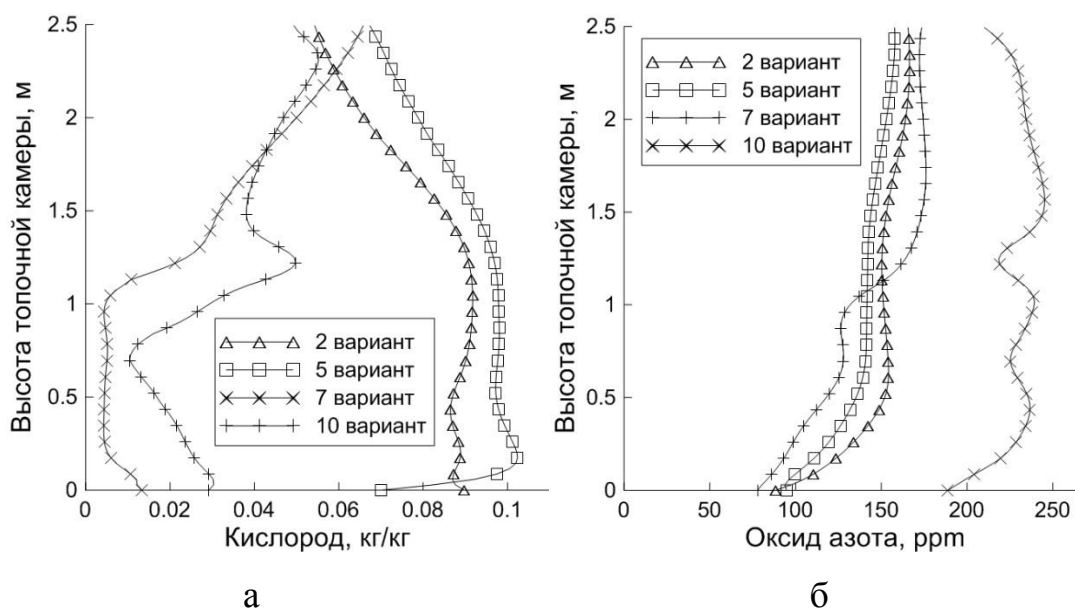 Высота топочной камеры, м
2.5
2
1.5
1
0.5
0
0
0.02
0.04
0.06
0.08
0.1
Кислород, кг/кг
2 вариант
5 вариант
7 вариант
10 вариант
а
Высота топочной камеры, м
2.5
2
1.5
1
0.5
0
0
50
100
150
200
250
Оксид азота, ppm
2 вариант
5 вариант
7 вариант
10 вариант
б